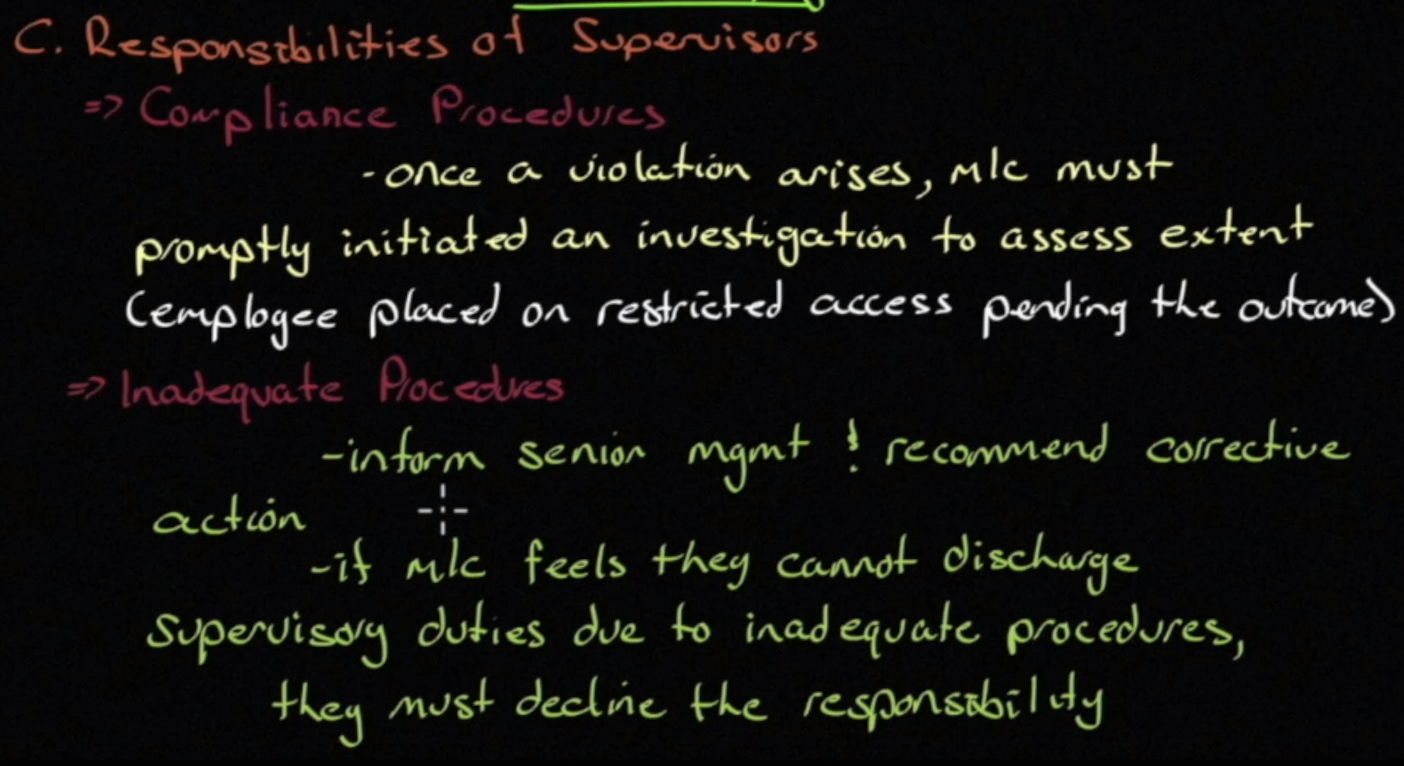 C. Responsibilities of Supervisors
=> Compliance Procedures
- once a violation arises, M/c must
promptly initiated an investigation to assess extent
(employee placed on restricted access pending the outcome)
=> Inadequate Procedures
- inform senior mgmt & recommend corrective
action
- if M/c feels they cannot discharge
supervisory duties due to inadequate procedures,
they must decline the responsibility